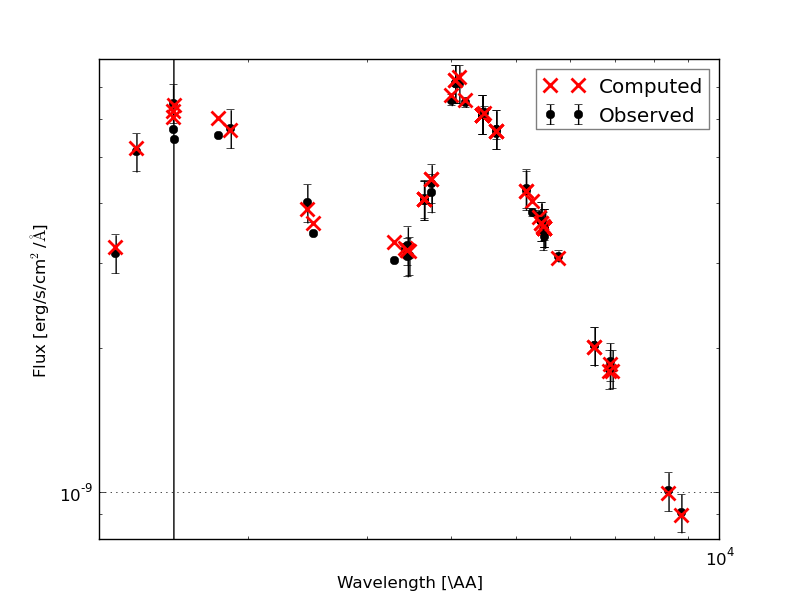 Computed
Observed
Flux [erg/s/cm² /Å]
10⁻⁹
10⁴
Wavelength [\AA]